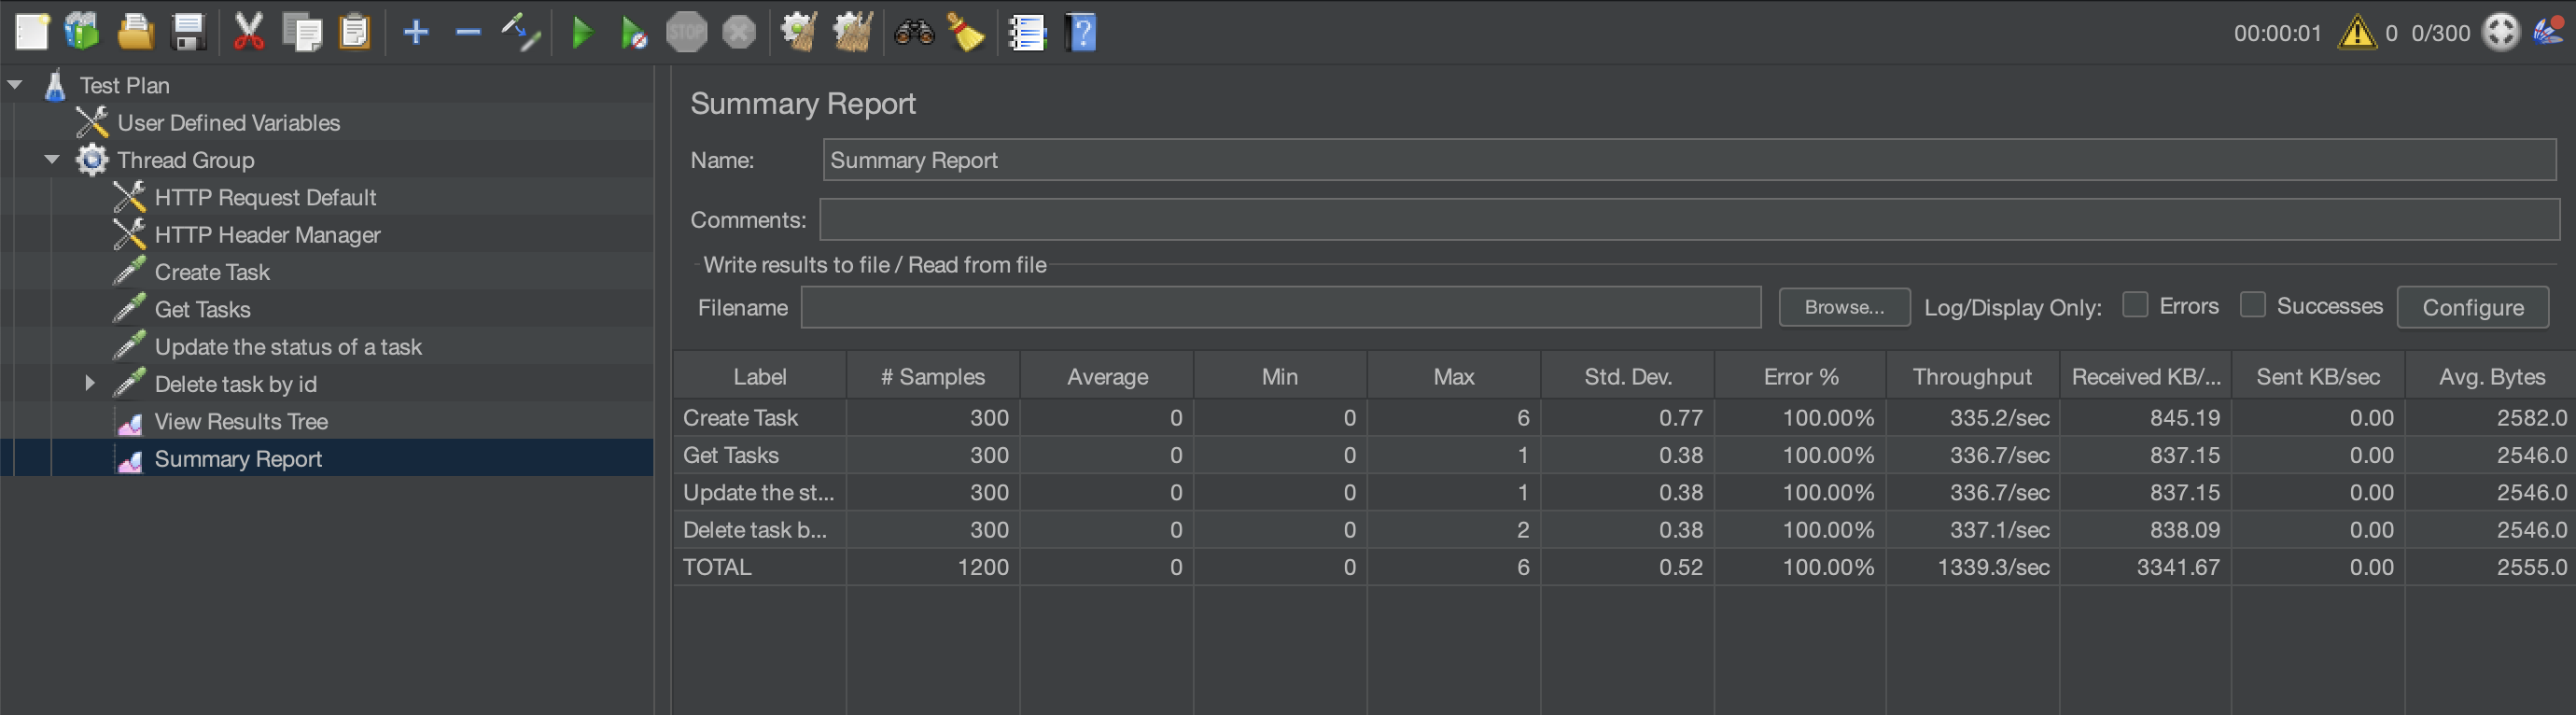 STOP
00:00:01 0 0/300
Test Plan
User Defined Variables
Thread Group
HTTP Request Default
HTTP Header Manager
Create Task
Get Tasks
Update the status of a task
Delete task by id
View Results Tree
Summary Report
Summary Report
Name: Summary Report
Comments:
Write results to file / Read from file
Filename Browse... Log/Display Only: Errors Successes Configure
Label # Samples Average Min Max Std. Dev. Error % Throughput Received KB/... Sent KB/sec Avg. Bytes
Create Task 300 0 0 6 0.77 100.00% 335.2/sec 845.19 0.00 2582.0
Get Tasks 300 0 0 1 0.38 100.00% 336.7/sec 837.15 0.00 2546.0
Update the st... 300 0 0 1 0.38 100.00% 336.7/sec 837.15 0.00 2546.0
Delete task b... 300 0 0 2 0.38 100.00% 337.1/sec 838.09 0.00 2546.0
TOTAL 1200 0 0 6 0.52 100.00% 1339.3/sec 3341.67 0.00 2555.0